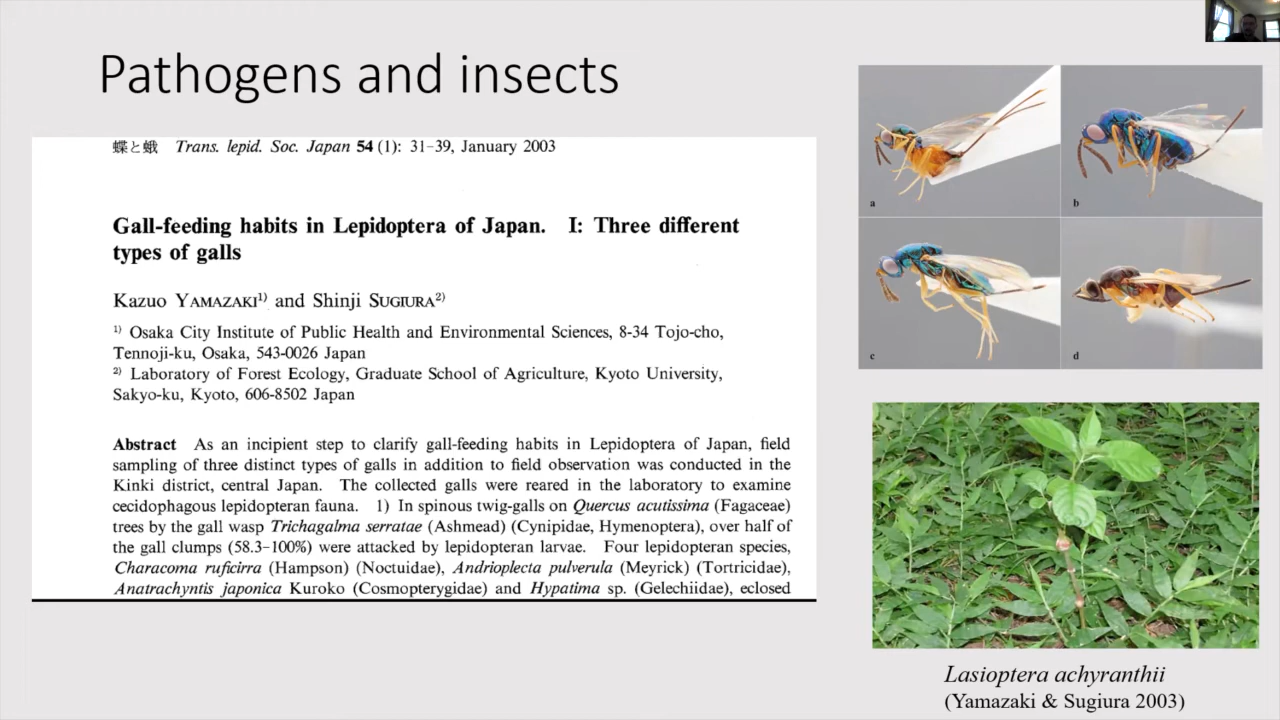 Pathogens and insects
蝶と蛾 Trans. lepid. Soc. Japan 54 (1): 31–39, January 2003
Gall-feeding habits in Lepidoptera of Japan. I: Three different
types of galls
Kazuo YAMAZAKI1) and Shinji SUGIURA2)
1) Osaka City Institute of Public Health and Environmental Sciences, 8-34 Tojo-cho,
Tennoji-ku, Osaka, 543-0026 Japan
2) Laboratory of Forest Ecology, Graduate School of Agriculture, Kyoto University,
Sakyo-ku, Kyoto, 606-8502 Japan
Abstract As an incipient step to clarify gall-feeding habits in Lepidoptera of Japan, field
sampling of three distinct types of galls in addition to field observation was conducted in the
Kinki district, central Japan. The collected galls were reared in the laboratory to examine
cecidophagous lepidopteran fauna. 1) In spinous twig-galls on Quercus acutissima (Fagaceae)
trees by the gall wasp Trichagalma serratae (Ashmead) (Cynipidae, Hymenoptera), over half of
the gall clumps (58.3–100%) were attacked by lepidopteran larvae. Four lepidopteran species,
Characoma ruficirra (Hampson) (Noctuidae), Andrioplecta pulverula (Meyrick) (Tortricidae),
Anatrachyntis japonica Kuroko (Cosmopterygidae) and Hypatima sp. (Gelechiidae), eclosed
a
b
c
d
Lasioptera achyranthii
(Yamazaki & Sugiura 2003)